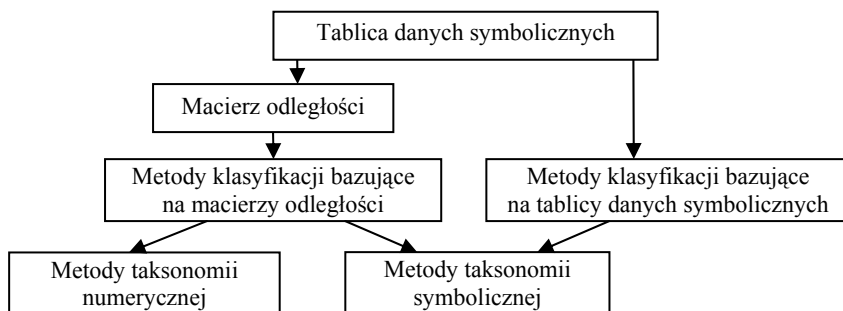 Tablica danych symbolicznych
Macierz odległości
Metody klasyfikacji bazujące
na macierzy odległości
Metody klasyfikacji bazujące
na tablicy danych symbolicznych
Metody taksonomii
numerycznej
Metody taksonomii
symbolicznej